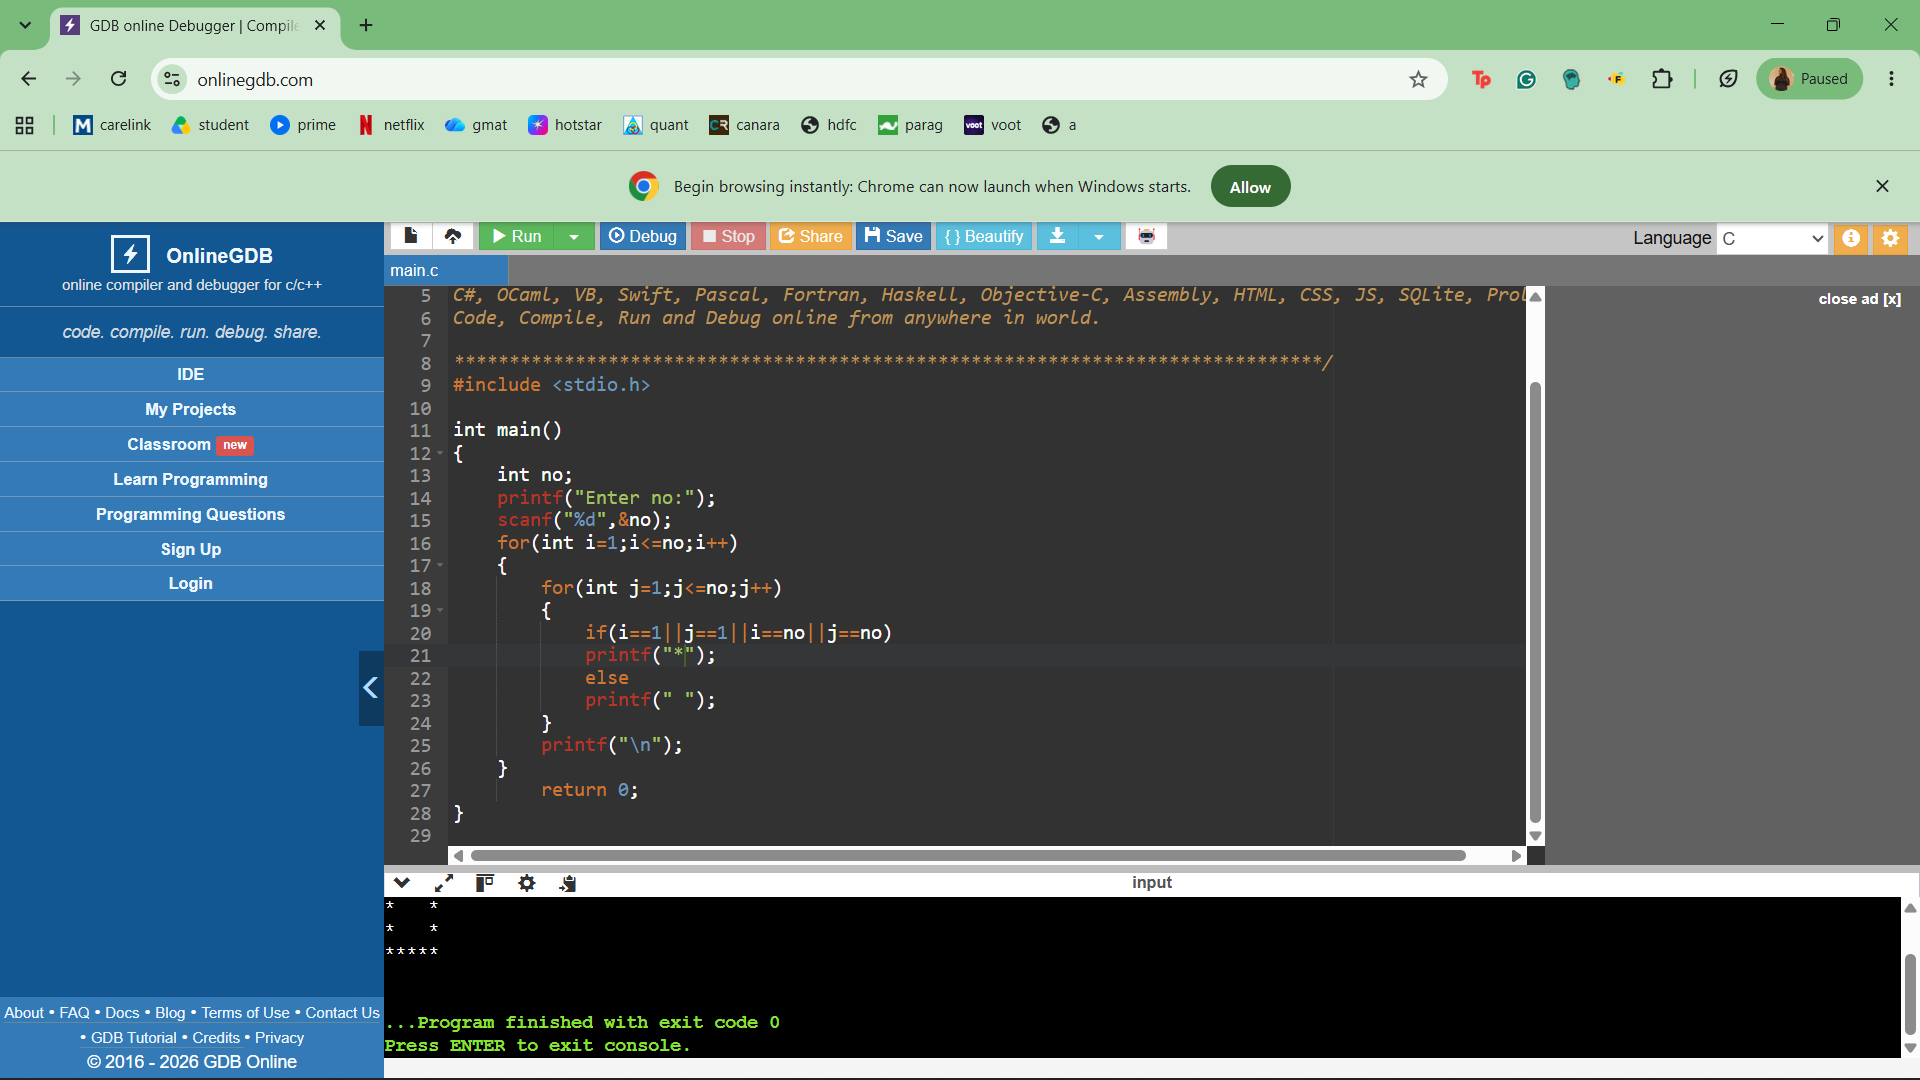 GDB online Debugger | Compile
onlinegdb.com
Tp
F
Paused
carelink
student
prime
netflix
gmat
hotstar
quant
canara
hdfc
parag
voot
a
Begin browsing instantly: Chrome can now launch when Windows starts.
Allow
OnlineGDB
online compiler and debugger for c/c++
code. compile. run. debug. share.
IDE
My Projects
Classroom new
Learn Programming
Programming Questions
Sign Up
Login
About • FAQ • Docs • Blog • Terms of Use • Contact Us
• GDB Tutorial • Credits • Privacy
© 2016 - 2026 GDB Online
Run
Debug
Stop
Share
Save
{ } Beautify
Language C
main.c
close ad [x]
5 C#, OCaml, VB, Swift, Pascal, Fortran, Haskell, Objective-C, Assembly, HTML, CSS, JS, SQLite, Prol
6 Code, Compile, Run and Debug online from anywhere in world.
7
8 *******************************************************************************/
9 #include <stdio.h>
10
11 int main()
12 {
13     int no;
14     printf("Enter no:");
15     scanf("%d",&no);
16     for(int i=1;i<=no;i++)
17     {
18         for(int j=1;j<=no;j++)
19         {
20             if(i==1||j==1||i==no||j==no)
21             printf("*");
22             else
23             printf(" ");
24         }
25         printf("\n");
26     }
27         return 0;
28 }
29
input
*   *
*   *
*****
...Program finished with exit code 0
Press ENTER to exit console.